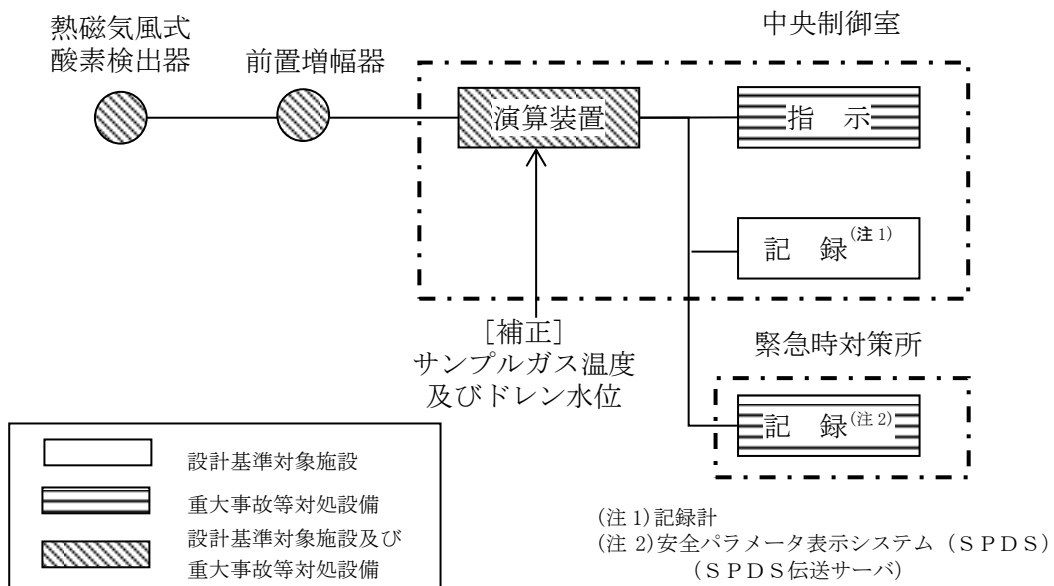 熱磁気風式
酸素検出器
前置増幅器
中央制御室
演算装置
指　示
記　録(注1)
[補正]
サンプルガス温度
及びドレン水位
緊急時対策所
記　録(注2)
設計基準対象施設
重大事故等対処設備
設計基準対象施設及び
重大事故等対処設備
(注1)記録計
(注2)安全パラメータ表示システム（ＳＰＤＳ）
（ＳＰＤＳ伝送サーバ）